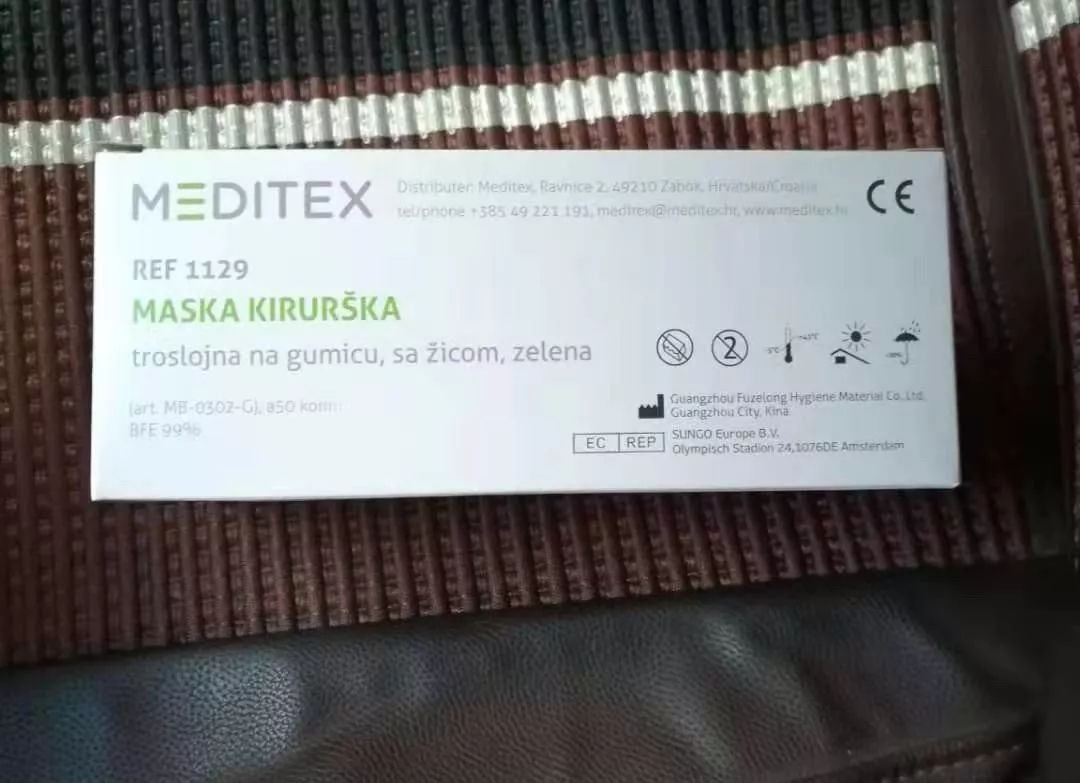 MEDITEX
Distributer: Meditex, Ravnice 2, 49210 Zabok, Hrvatska/Croatia
tel/phone +385 49 221 191, meditex@meditex.hr, www.meditex.hr
CE
REF 1129
MASKA KIRURŠKA
troslojna na gumicu, sa žicom, zelena
2
-5°C +45°C
(art. MB-0302-G), a50 kom
BFE 99%
Guangzhou Fuzelong Hygiene Material Co. Ltd.
Guangzhou City, Kina
EC REP
SUNGO Europe B.V.
Olympisch Stadion 24,1076DE Amsterdam